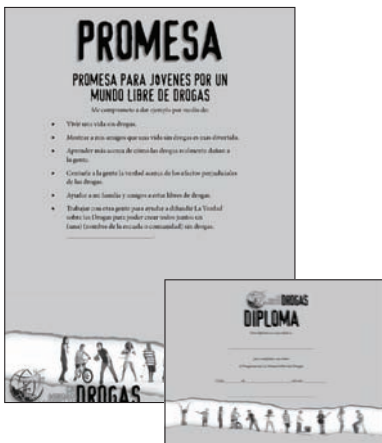 PROMESA
PROMESA PARA JÓVENES POR UN
MUNDO LIBRE DE DROGAS
Me comprometo a dar ejemplo por medio de:
• Vivir una vida sin drogas.
• Mostrar a mis amigos que una vida sin drogas es más divertida.
• Aprender más acerca de cómo las drogas realmente dañan a
la gente.
• Contarle a la gente la verdad acerca de los efectos perjudiciales
de las drogas.
• Ayudar a mi familia y amigos a estar libres de drogas.
• Trabajar con otra gente para ayudar a difundir La Verdad
sobre las Drogas para poder crear todos juntos un
(una) (nombre de la escuela o comunidad) sin drogas.
DROGAS
DROGAS
DIPLOMA